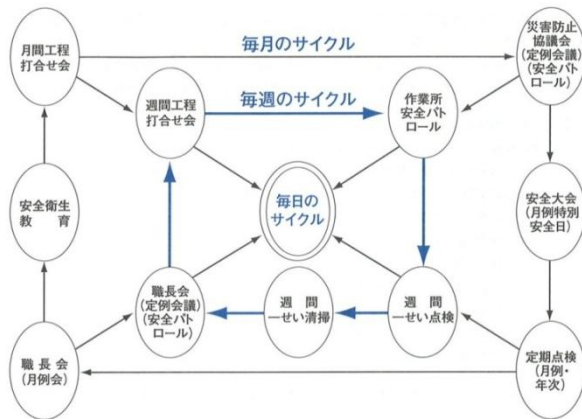 月間工程
打合せ会
毎月のサイクル
災害防止
協議会
(定例会議)
(安全パト
ロール)
週間工程
打合せ会
毎週のサイクル
作業所
安全パト
ロール
安全衛生
教　育
毎日の
サイクル
安全大会
(月例特別
安全日)
職長会
(定例会議)
(安全パト
ロール)
週　間
一せい清掃
週　間
一せい点検
職 長 会
(月例会)
定期点検
(月例・
年次)